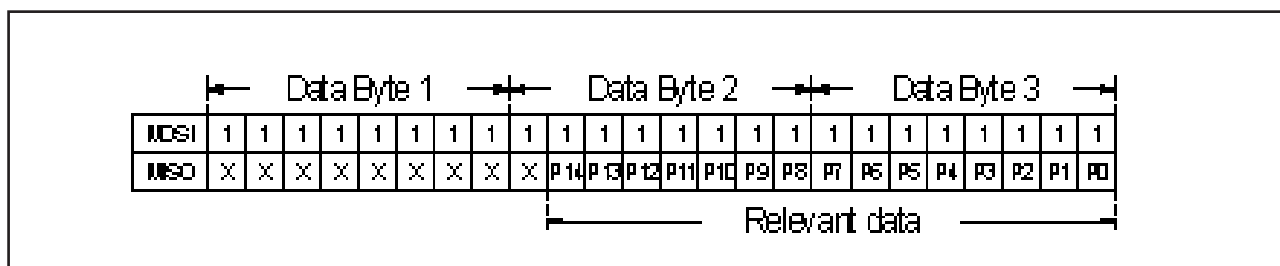 Data Byte 1 Data Byte 2 Data Byte 3
MOSI 1 1 1 1 1 1 1 1 1 1 1 1 1 1 1 1 1 1 1 1 1 1 1 1
MISO X X X X X X X X X P14 P13 P12 P11 P10 P9 P8 P7 P6 P5 P4 P3 P2 P1 P0
Relevant data